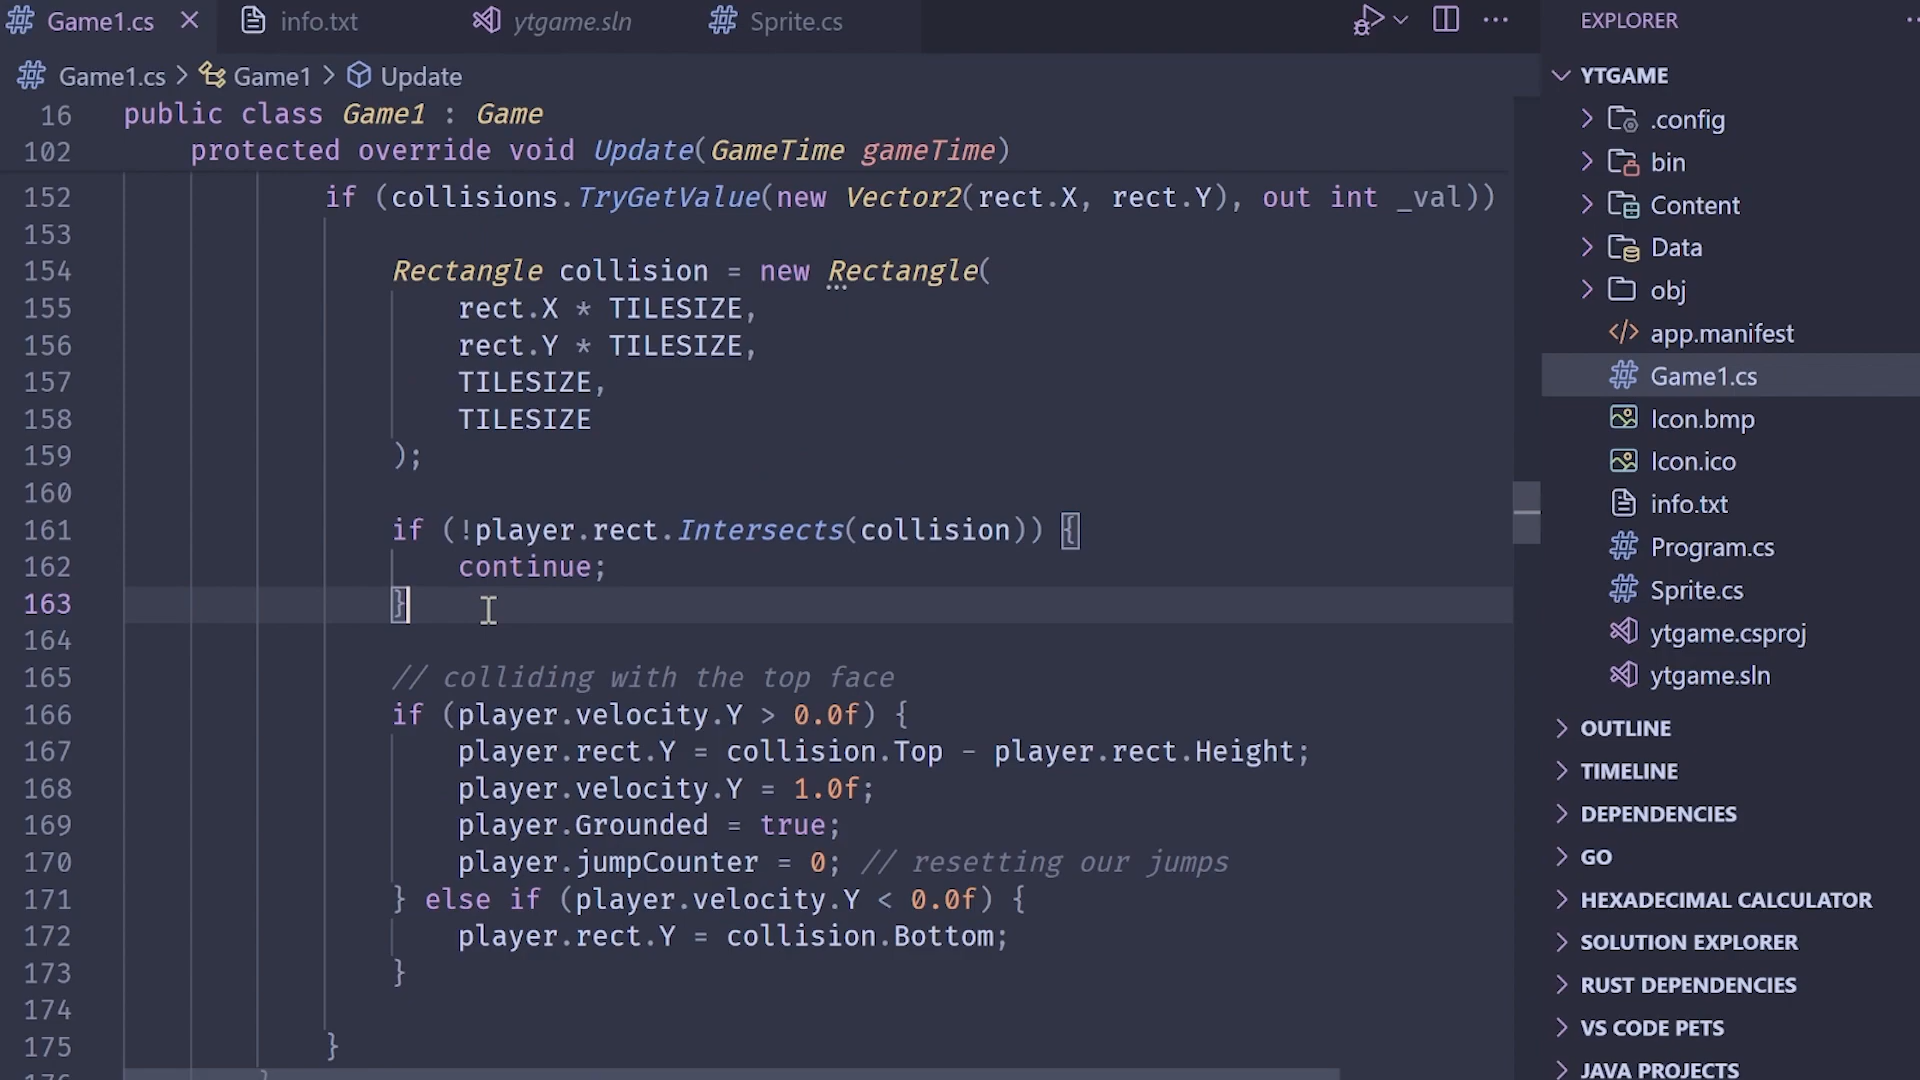 Game1.cs info.txt ytgame.sln Sprite.cs
Game1.cs > Game1 > Update
16 public class Game1 : Game
102 protected override void Update(GameTime gameTime)
152 if (collisions.TryGetValue(new Vector2(rect.X, rect.Y), out int _val))
153
154 Rectangle collision = new Rectangle(
155 rect.X * TILESIZE,
156 rect.Y * TILESIZE,
157 TILESIZE,
158 TILESIZE
159 );
160
161 if (!player.rect.Intersects(collision)) {
162 continue;
163 }
164
165 // colliding with the top face
166 if (player.velocity.Y > 0.0f) {
167 player.rect.Y = collision.Top - player.rect.Height;
168 player.velocity.Y = 1.0f;
169 player.Grounded = true;
170 player.jumpCounter = 0; // resetting our jumps
171 } else if (player.velocity.Y < 0.0f) {
172 player.rect.Y = collision.Bottom;
173 }
174
175 }
EXPLORER
YTGAME
.config
bin
Content
Data
obj
app.manifest
Game1.cs
Icon.bmp
Icon.ico
info.txt
Program.cs
Sprite.cs
ytgame.csproj
ytgame.sln
OUTLINE
TIMELINE
DEPENDENCIES
GO
HEXADECIMAL CALCULATOR
SOLUTION EXPLORER
RUST DEPENDENCIES
VS CODE PETS
JAVA PROJECTS